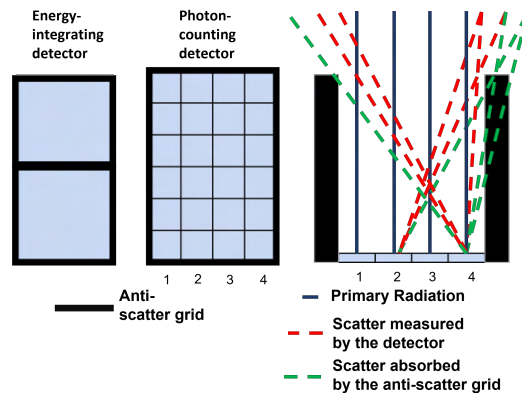 Energy-
integrating
detector
Photon-
counting
detector
1 2 3 4
1 2 3 4
Anti-
scatter grid
Primary Radiation
Scatter measured
by the detector
Scatter absorbed
by the anti-scatter grid